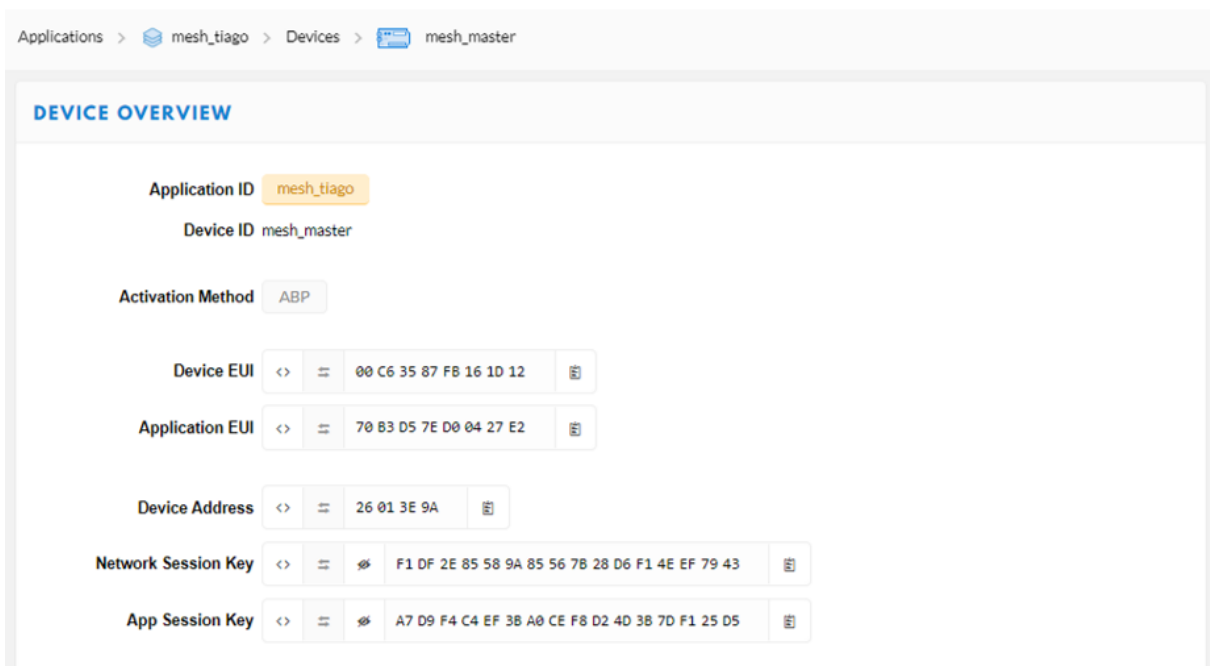 Applications > mesh_tiago > Devices > mesh_master
DEVICE OVERVIEW
Application ID mesh_tiago
Device ID mesh_master
Activation Method ABP
Device EUI <> 00 C6 35 87 FB 16 1D 12
Application EUI <> 70 B3 D5 7E D0 04 27 E2
Device Address <> 26 01 3E 9A
Network Session Key <> F1 DF 2E 85 58 9A 85 56 7B 28 D6 F1 4E EF 79 43
App Session Key <> A7 D9 F4 C4 EF 3B A0 CE F8 D2 4D 3B 7D F1 25 D5